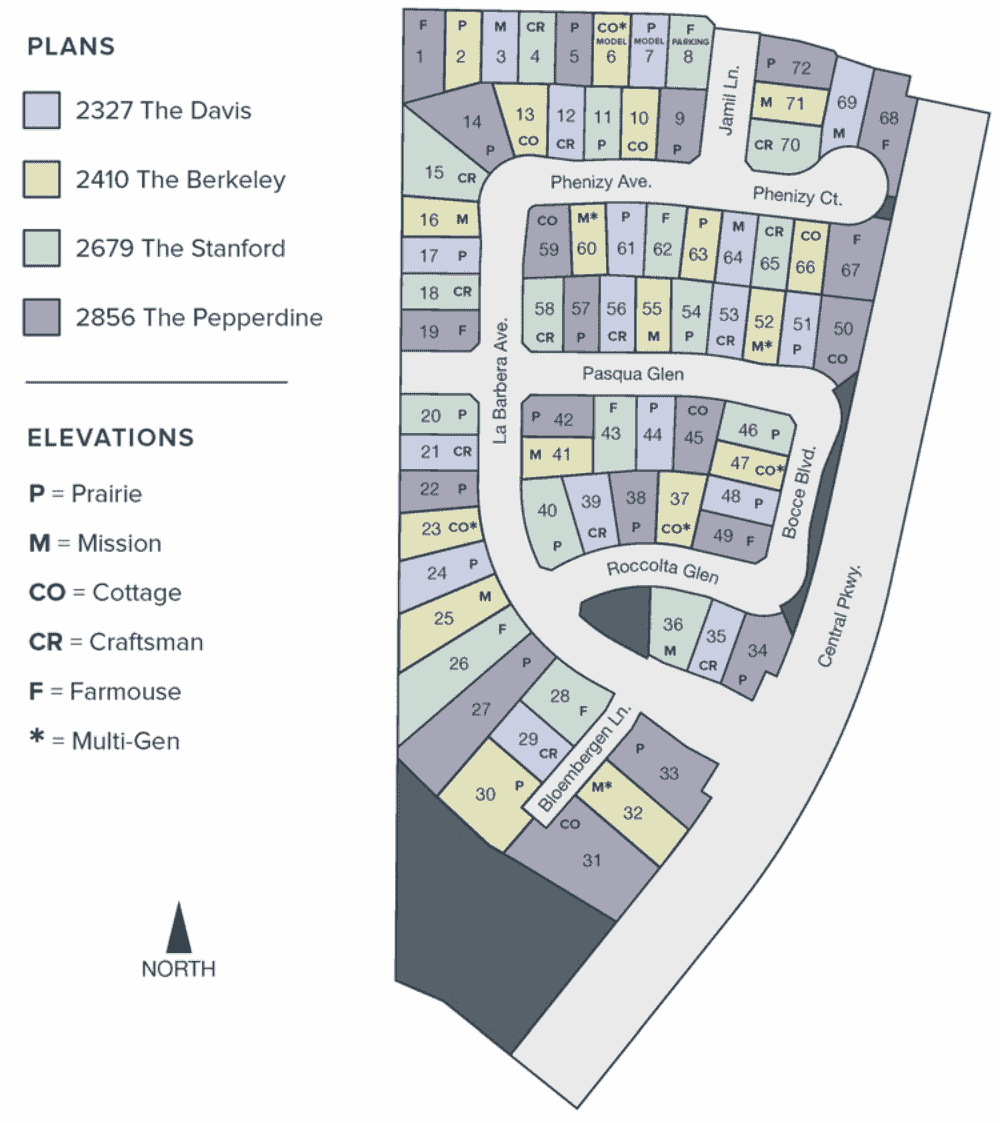 PLANS
2327 The Davis
2410 The Berkeley
2679 The Stanford
2856 The Pepperdine
ELEVATIONS
P = Prairie
M = Mission
CO = Cottage
CR = Craftsman
F = Farmouse
* = Multi-Gen
NORTH
F
1
P
2
M
3
CR
4
P
5
CO*
MODEL
6
P
MODEL
7
F
PARKING
8
9
P
10
CO
11
P
12
CR
13
CO
14
P
15 CR
16 M
17 P
18 CR
19 F
20 P
21 CR
22 P
23 CO*
24 P
25 M
26 F
27 P
28 F
29 CR
30 P
CO
31
M*
32
P
33
34
P
35
CR
36
M
37
CO*
38
P
39
CR
40
P
M 41
P 42
F
43
P
44
CO
45
46 P
47 CO*
48 P
49 F
50
CO
51
P
52
M*
53
CR
54
P
55
M
56
CR
57
P
58
CR
CO
59
M*
60
P
61
F
62
P
63
M
64
CR
65
CO
66
F
67
68
F
69
M
CR 70
M 71
P 72
Jamil Ln.
Phenizy Ave.
Phenizy Ct.
La Barbera Ave.
Pasqua Glen
Bocce Blvd.
Roccolta Glen
Bloembergen Ln.
Central Pkwy.